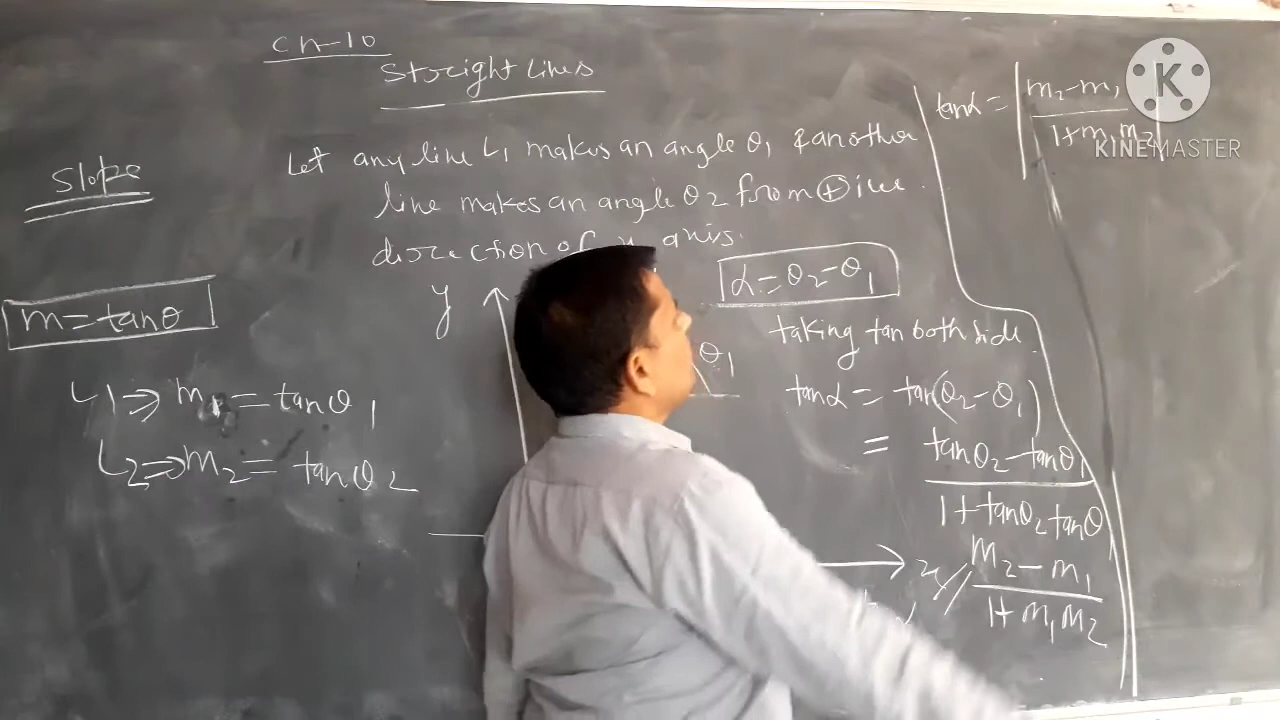 Ch-10
Straight Lines
Slope
Let any line L1 makes an angle θ1 & another
line makes an angle θ2 from ⊕ive
direction of x axis.
m=tanθ
L1⇒ m1 = tanθ1
L2⇒ m2 = tanθ2
y
θ1
x
α=θ2-θ1
taking tan both side
tanα = tan(θ2-θ1)
= tanθ2-tanθ1
1+tanθ2 tanθ1
m2-m1
1+m1m2
tanα = |m2-m1
1+m1m2|
K
KINEMASTER